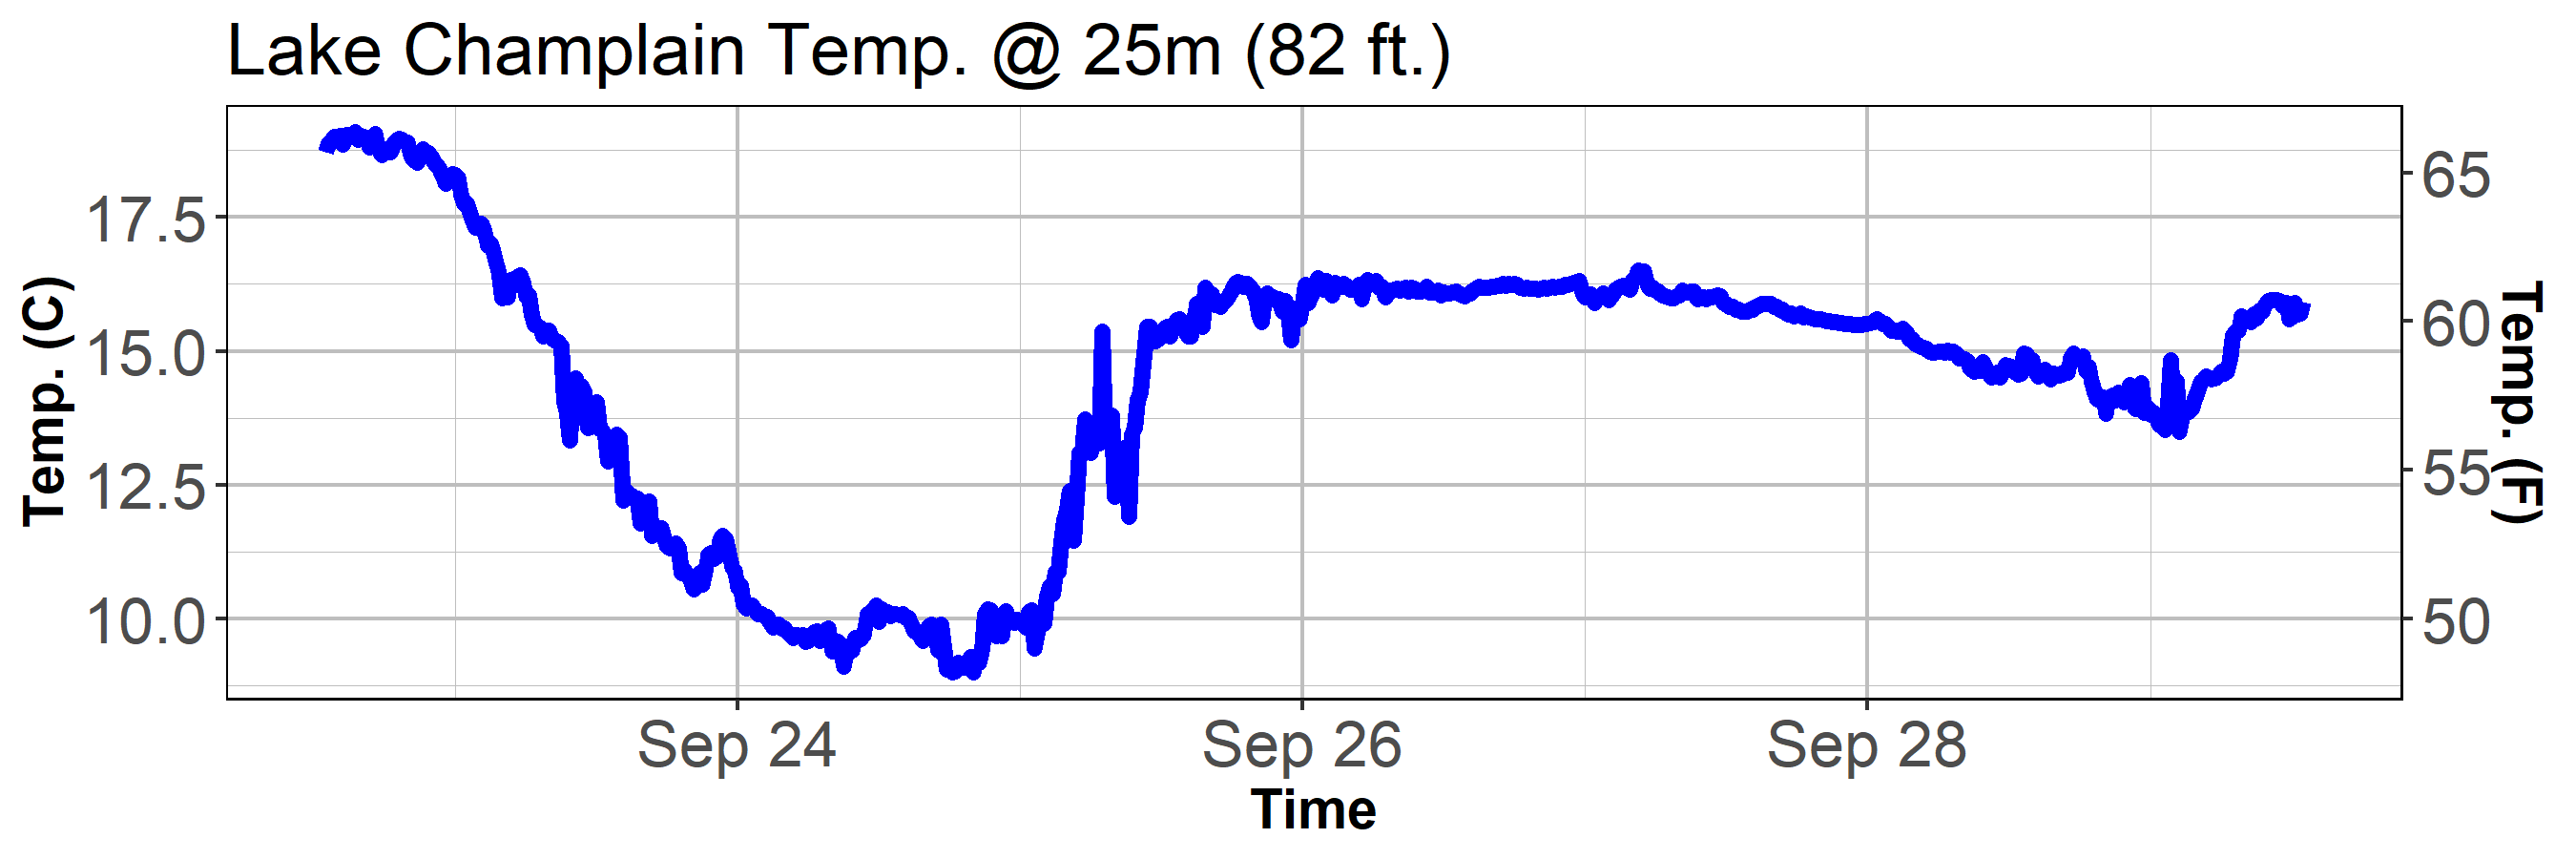 Lake Champlain Temp. @ 25m (82 ft.)
Temp. (C)
17.5
15.0
12.5
10.0
65
60
55
50
Temp. (F)
Sep 24 Sep 26 Sep 28
Time